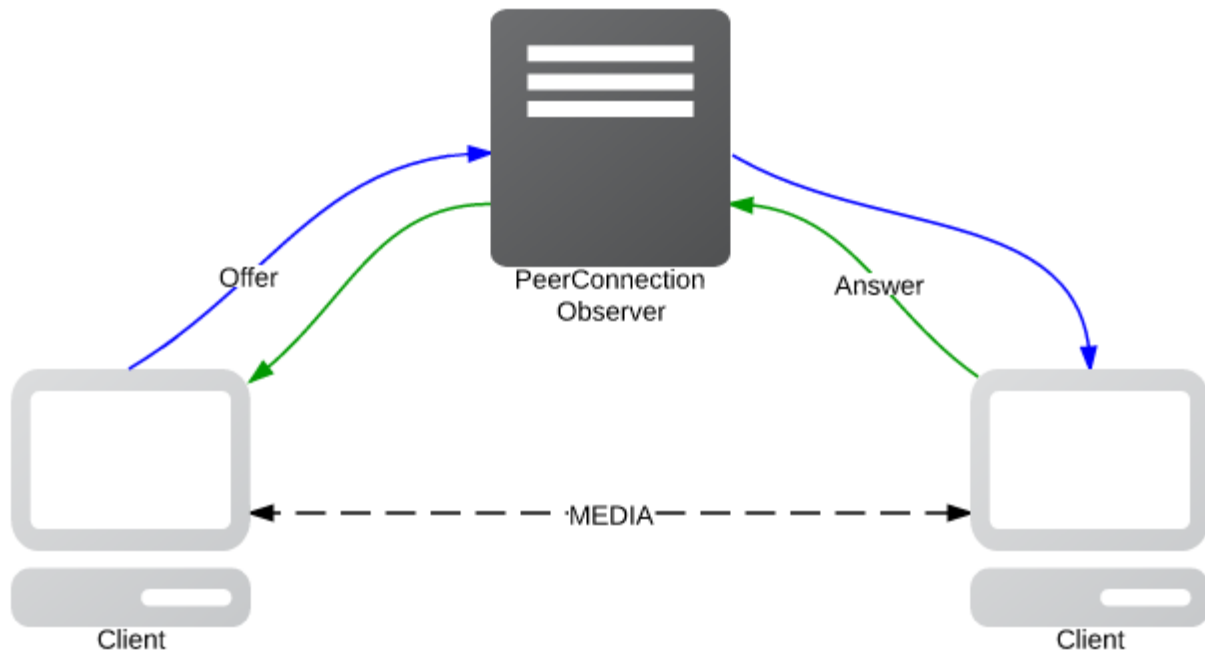 PeerConnection
Observer
Offer
Answer
MEDIA
Client
Client